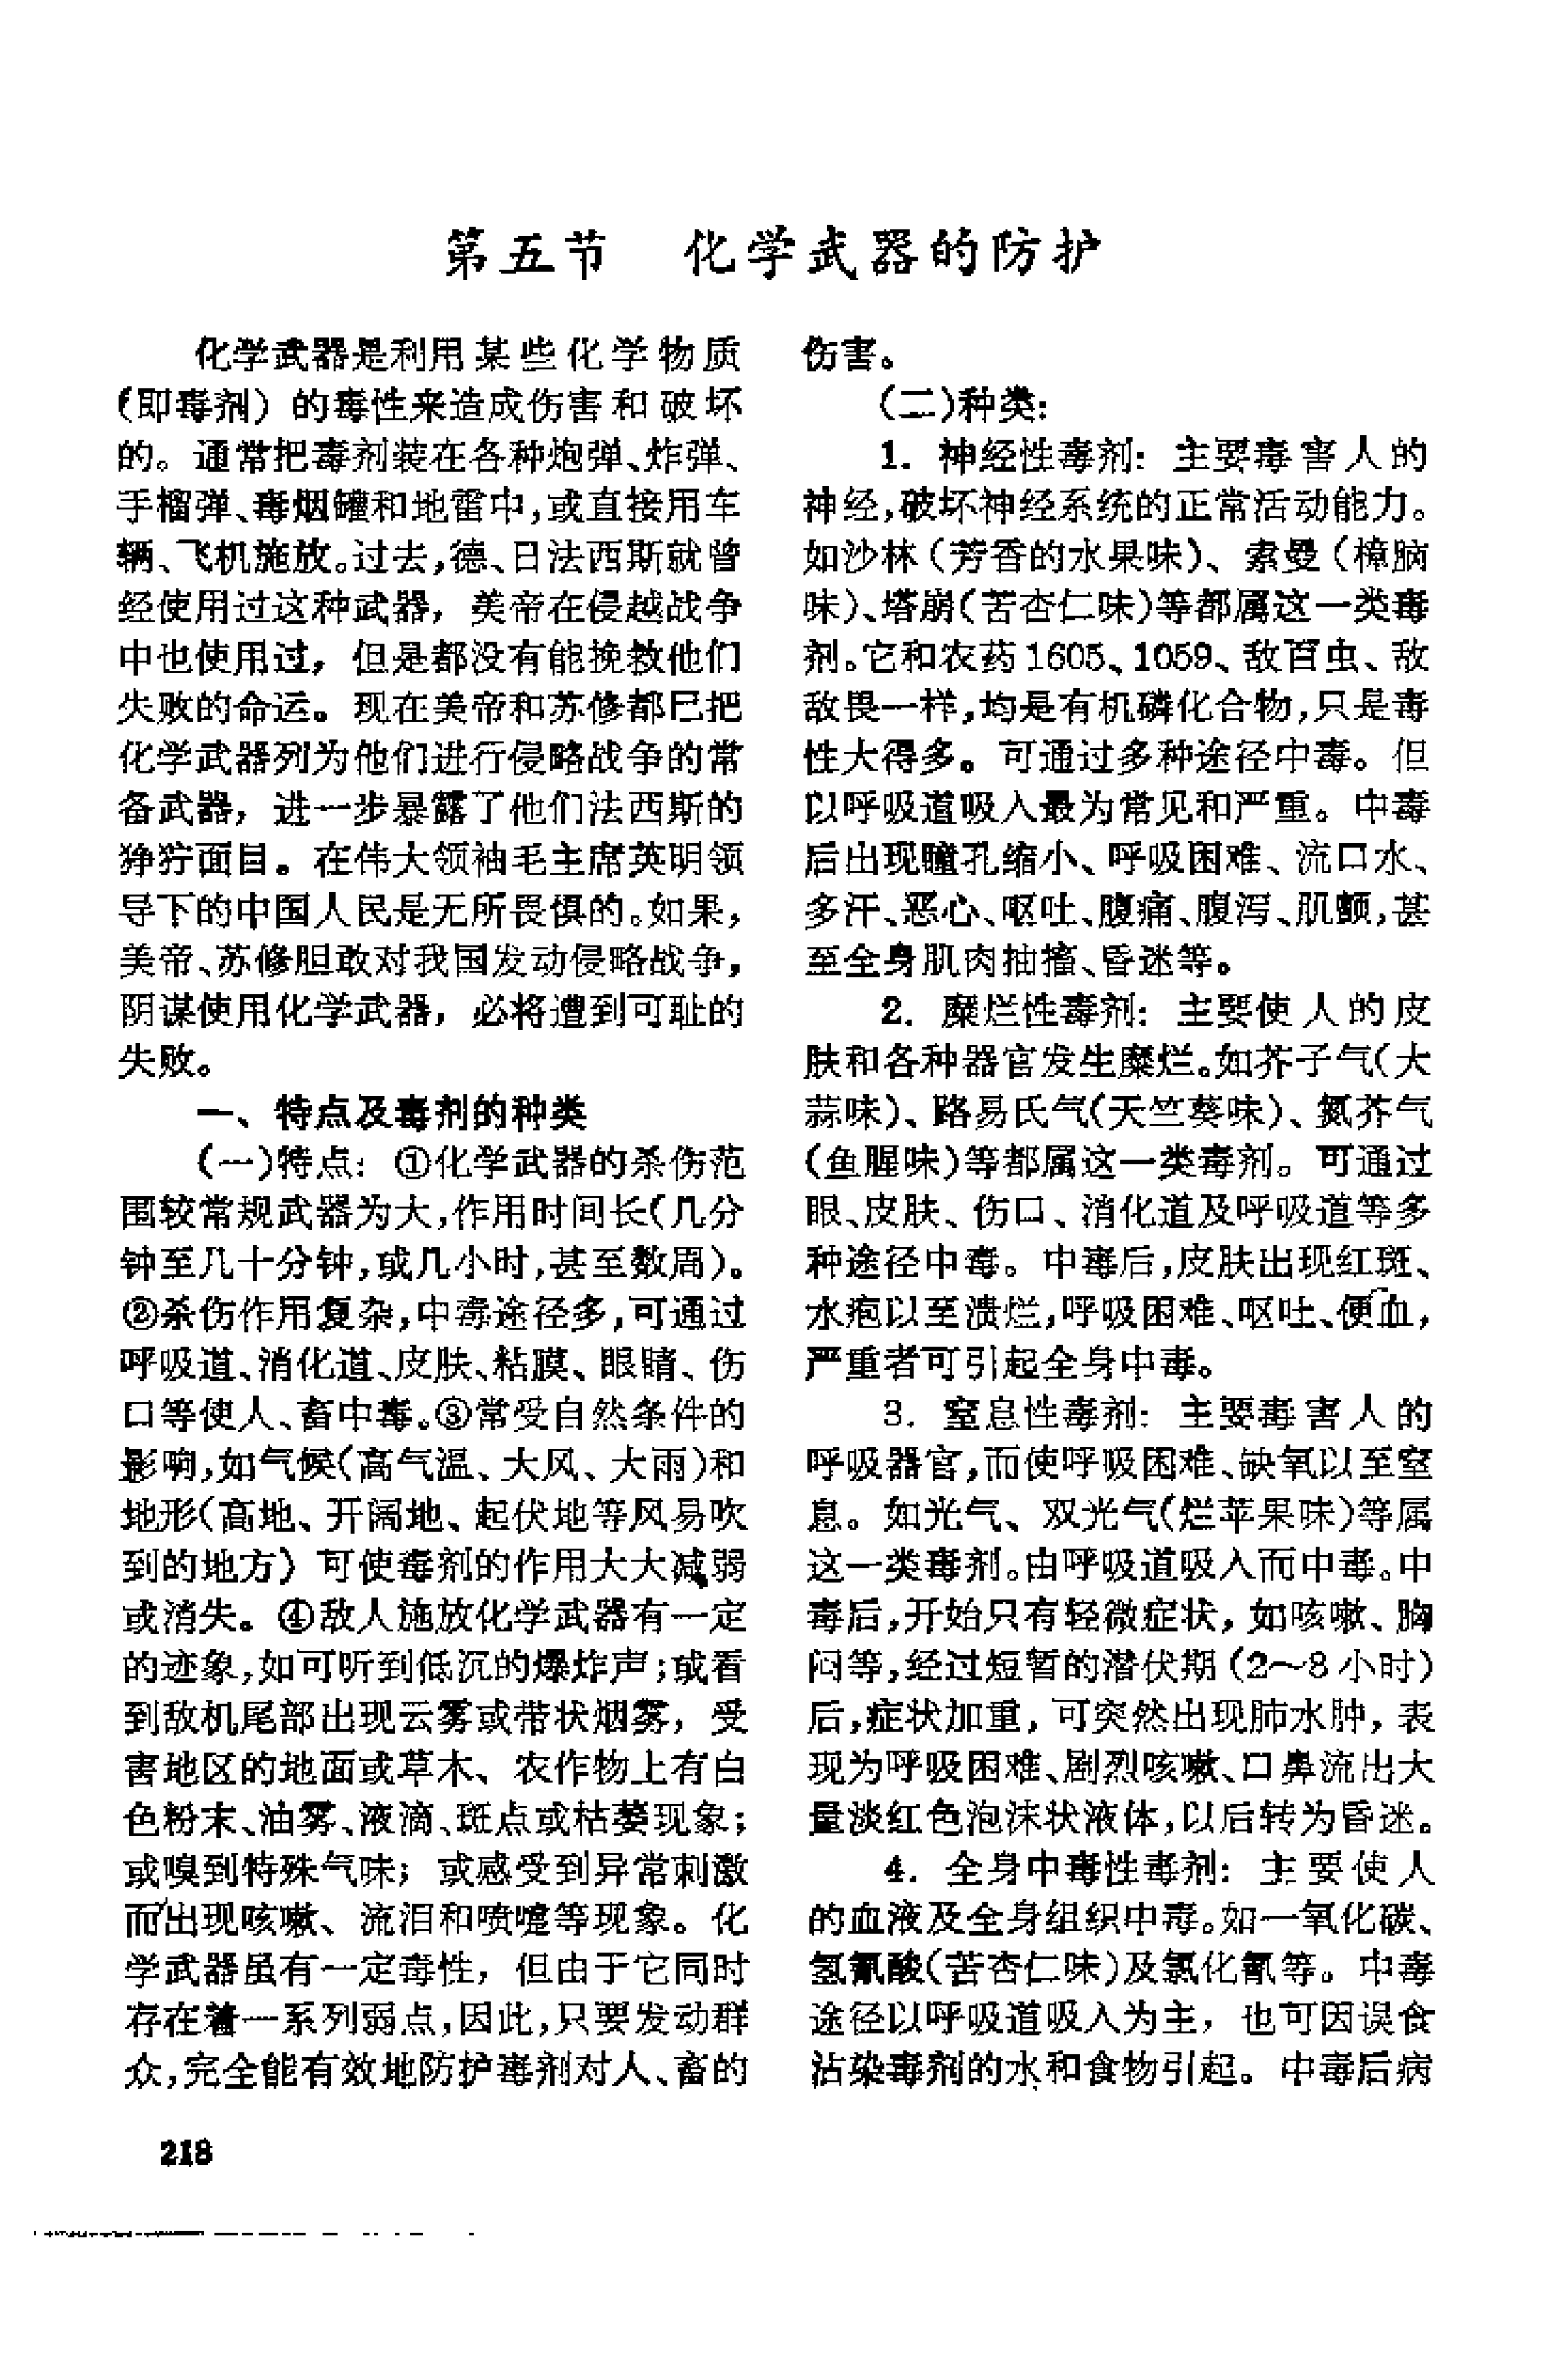 第五节　化学武器的防护
化学武器是利用某些化学物质
(即毒剂）的毒性来造成伤害和破坏
的。通常把毒剂装在各种炮弹、炸弹、
手榴弹、毒烟罐和地雷中,或直接用车
辆、飞机施放。过去,德、日法西斯就曾
经使用过这种武器，美帝在侵越战争
中也使用过，但是都没有能挽救他们
失败的命运。现在美帝和苏修都已把
化学武器列为他们进行侵略战争的常
备武器，进一步暴露了他们法西斯的
狰狞面目。在伟大领袖毛主席英明领
导下的中国人民是无所畏惧的。如果，
美帝、苏修胆敢对我国发动侵略战争，
阴谋使用化学武器，必将遭到可耻的
失败。
一、特点及毒剂的种类
(一)特点：①化学武器的杀伤范
围较常规武器为大,作用时间长(几分
钟至几十分钟,或几小时,甚至数周)。
②杀伤作用复杂,中毒途径多,可通过
呼吸道、消化道、皮肤、粘膜、眼睛、伤
口等使人、畜中毒。③常受自然条件的
影响,如气候(高气温、大风、大雨)和
地形(高地、开阔地、起伏地等风易吹
到的地方）可使毒剂的作用大大减弱
或消失。④敌人施放化学武器有一定
的迹象,如可听到低沉的爆炸声;或看
到敌机尾部出现云雾或带状烟雾，受
害地区的地面或草木、农作物上有白
色粉末、油雾、液滴、斑点或枯萎现象;
或嗅到特殊气味；或感受到异常刺激
而出现咳嗽、流泪和喷嚏等现象。化
学武器虽有一定毒性，但由于它同时
存在着一系列弱点,因此,只要发动群
众,完全能有效地防护毒剂对人、畜的
伤害。
(二)种类:
1. 神经性毒剂：主要毒害人的
神经,破坏神经系统的正常活动能力。
如沙林（芳香的水果味）、索曼（樟脑
味）、塔崩(苦杏仁味)等都属这一类毒
剂。它和农药1605、1059、敌百虫、敌
敌畏一样,均是有机磷化合物,只是毒
性大得多。可通过多种途径中毒。但
以呼吸道吸入最为常见和严重。中毒
后出现瞳孔缩小、呼吸困难、流口水、
多汗、恶心、呕吐、腹痛、腹泻、肌颤,甚
至全身肌肉抽搐、昏迷等。
2. 糜烂性毒剂：主要使人的皮
肤和各种器官发生糜烂。如芥子气(大
蒜味)、路易氏气(天竺葵味)、氮芥气
(鱼腥味)等都属这一类毒剂。可通过
眼、皮肤、伤口、消化道及呼吸道等多
种途径中毒。中毒后,皮肤出现红斑、
水疱以至溃烂,呼吸困难、呕吐、便血,
严重者可引起全身中毒。
3. 窒息性毒剂：主要毒害人的
呼吸器官,而使呼吸困难、缺氧以至窒
息。如光气、双光气(烂苹果味)等属
这一类毒剂。由呼吸道吸入而中毒。中
毒后,开始只有轻微症状，如咳嗽、胸
闷等,经过短暂的潜伏期（2～8小时）
后,症状加重，可突然出现肺水肿，表
现为呼吸困难、剧烈咳嗽、口鼻流出大
量淡红色泡沫状液体,以后转为昏迷。
4. 全身中毒性毒剂：主要使人
的血液及全身组织中毒。如一氧化碳、
氢氰酸(苦杏仁味)及氯化氰等。中毒
途径以呼吸道吸入为主，也可因误食
沾染毒剂的水和食物引起。中毒后病
218